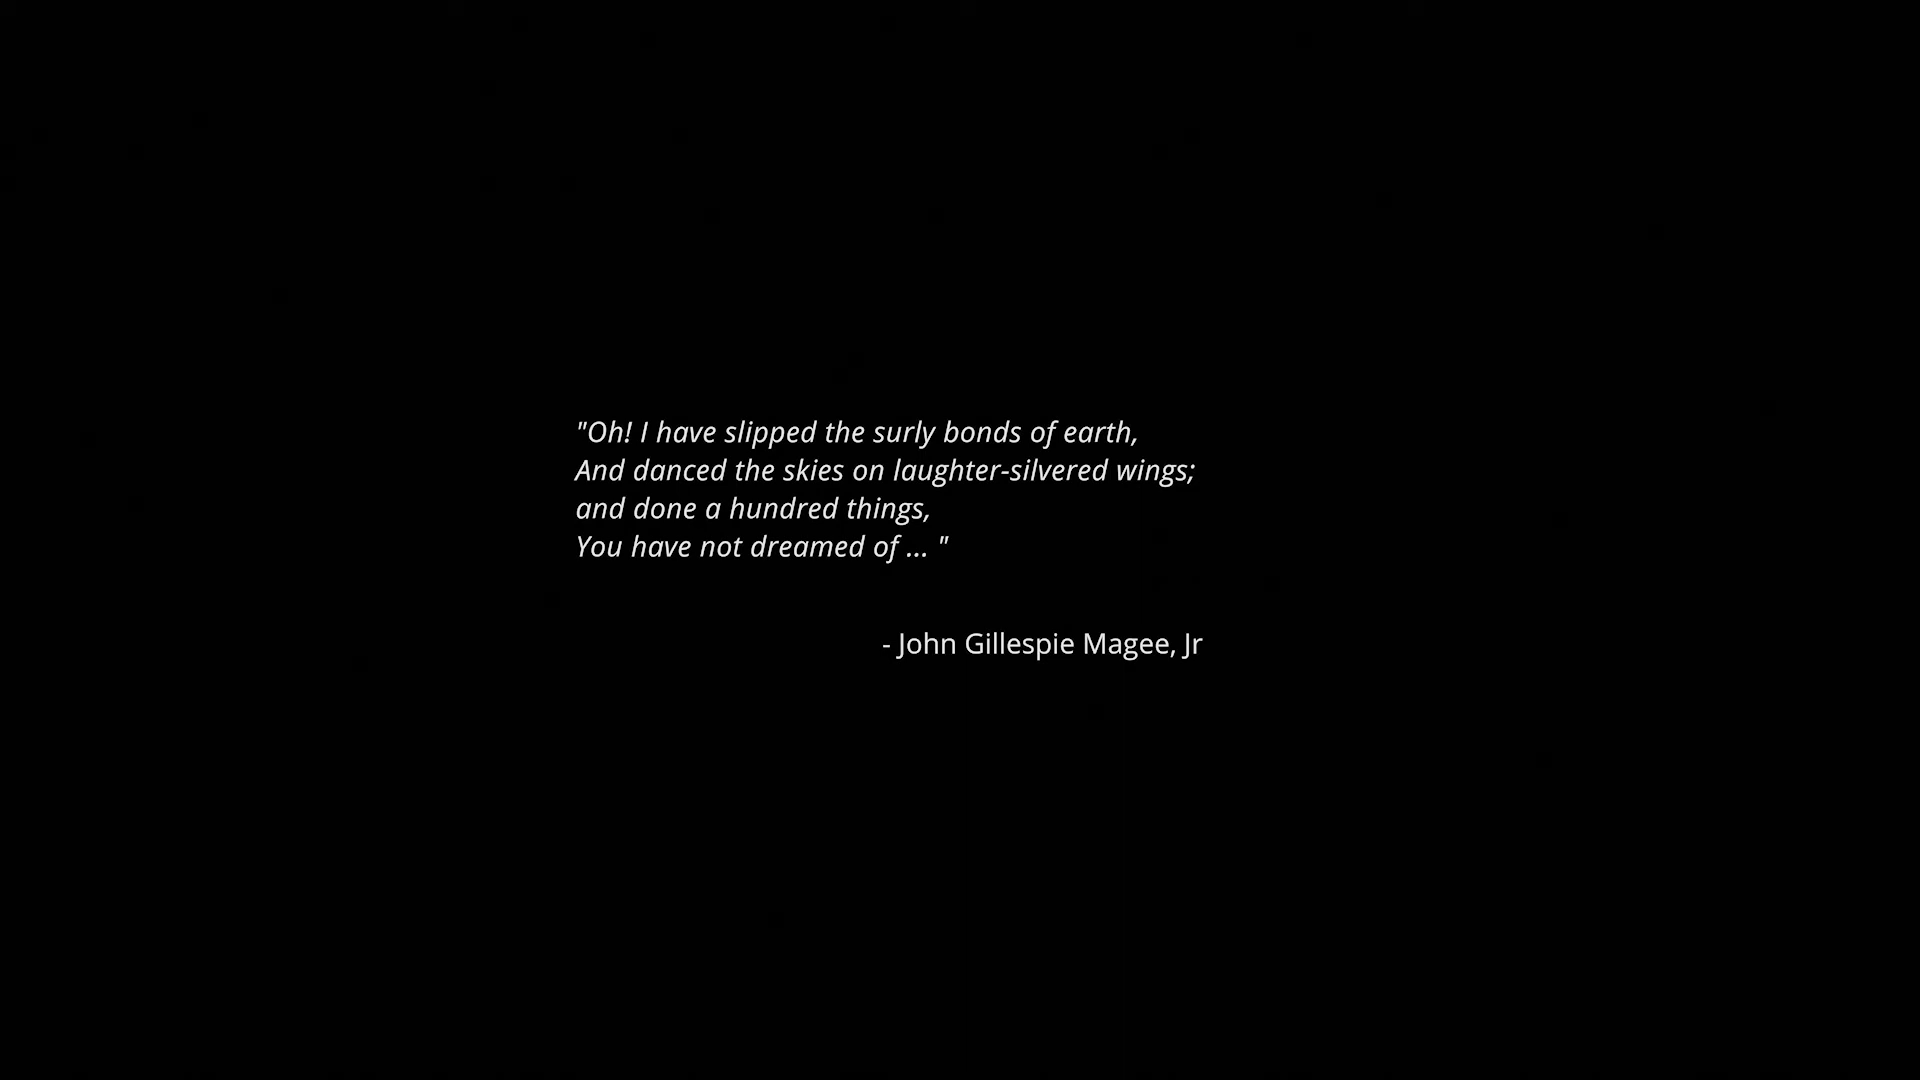 "Oh! I have slipped the surly bonds of earth,
And danced the skies on laughter-silvered wings;
and done a hundred things,
You have not dreamed of ... "
- John Gillespie Magee, Jr